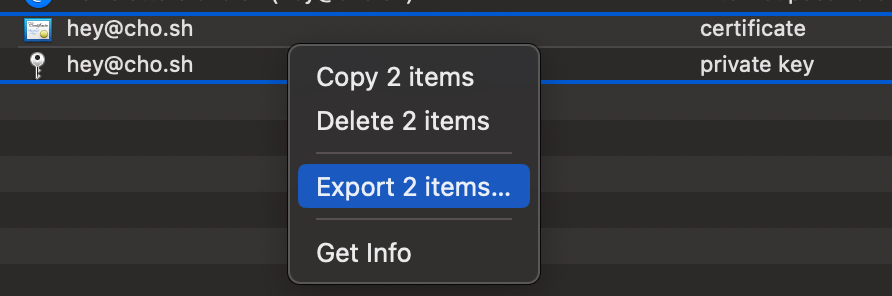 hey@cho.sh certificate
hey@cho.sh private key
Copy 2 items
Delete 2 items
Export 2 items...
Get Info